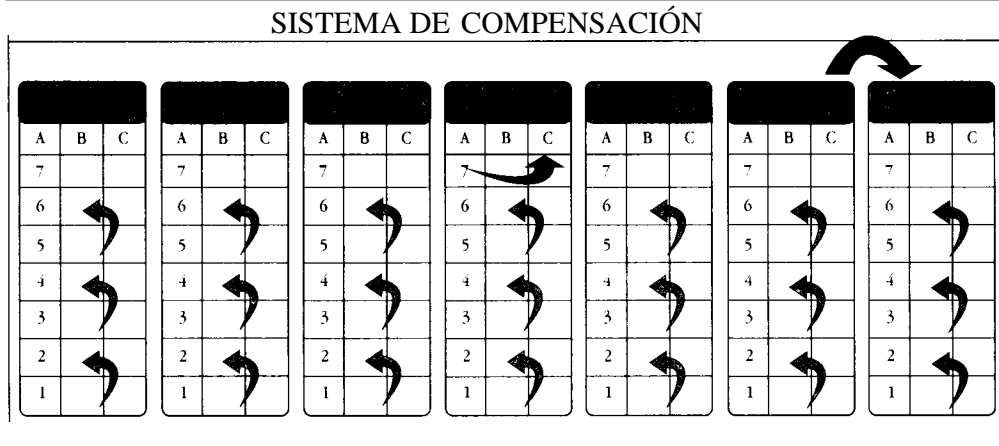 SISTEMA DE COMPENSACIÓN
A B C A B C A B C A B C A B C A B C A B C
7 7 7 7 7 7 7
6 6 6 6 6 6 6
5 5 5 5 5 5 5
4 4 4 4 4 4 4
3 3 3 3 3 3 3
2 2 2 2 2 2 2
1 1 1 1 1 1 1